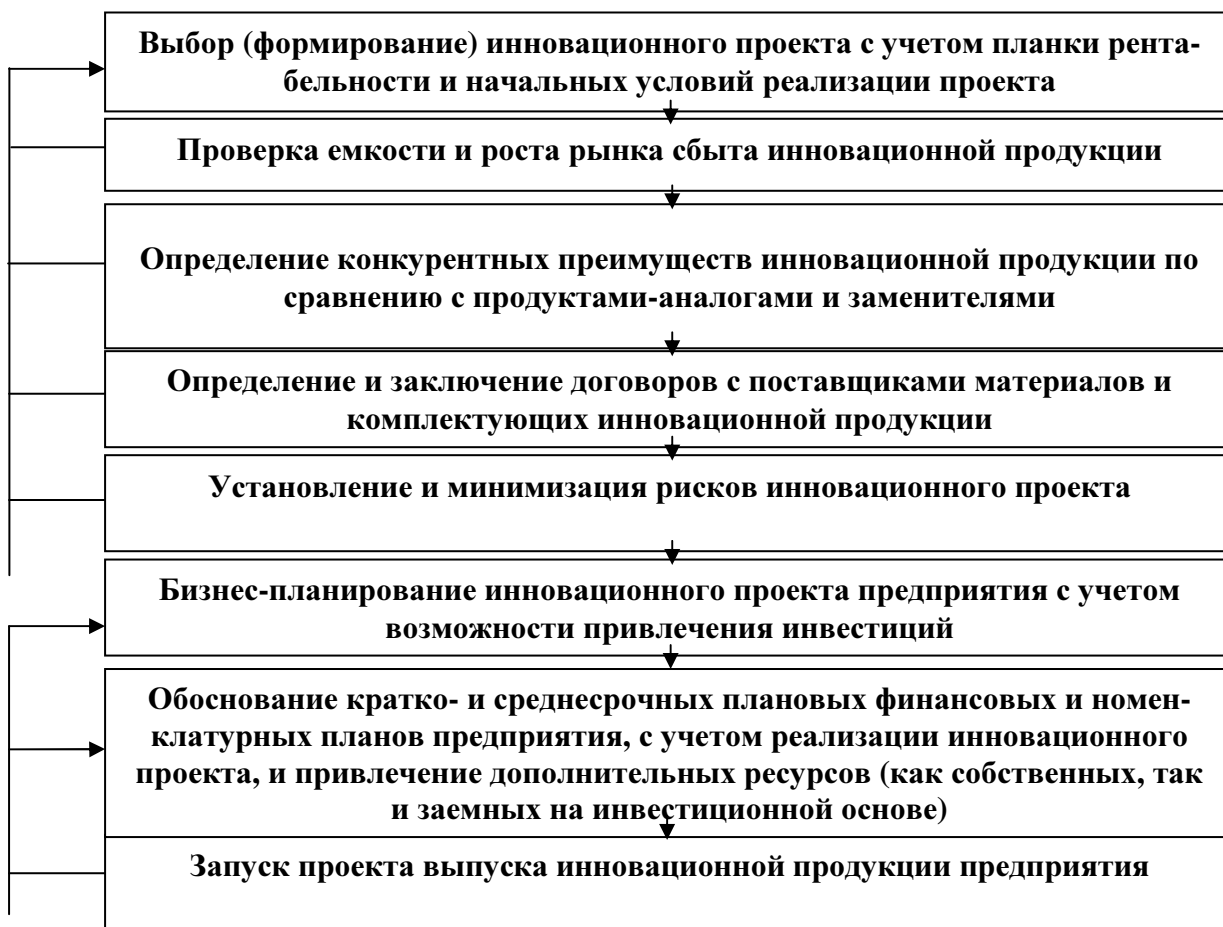 Выбор (формирование) инновационного проекта с учетом планки рента-
бельности и начальных условий реализации проекта
Проверка емкости и роста рынка сбыта инновационной продукции
Определение конкурентных преимуществ инновационной продукции по
сравнению с продуктами-аналогами и заменителями
Определение и заключение договоров с поставщиками материалов и
комплектующих инновационной продукции
Установление и минимизация рисков инновационного проекта
Бизнес-планирование инновационного проекта предприятия с учетом
возможности привлечения инвестиций
Обоснование кратко- и среднесрочных плановых финансовых и номен-
клатурных планов предприятия, с учетом реализации инновационного
проекта, и привлечение дополнительных ресурсов (как собственных, так
и заемных на инвестиционной основе)
Запуск проекта выпуска инновационной продукции предприятия